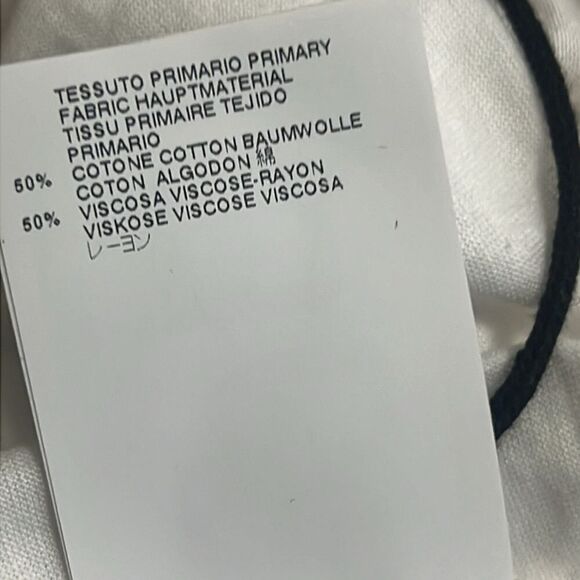 TESSUTO PRIMARIO PRIMARY
FABRIC HAUPTMATERIAL
TISSU PRIMAIRE TEJIDO
PRIMARIO
50% COTONE COTTON BAUMWOLLE
COTON ALGODON 綿
50% VISCOSA VISCOSE-RAYON
VISKOSE VISCOSE VISCOSA
レーヨン